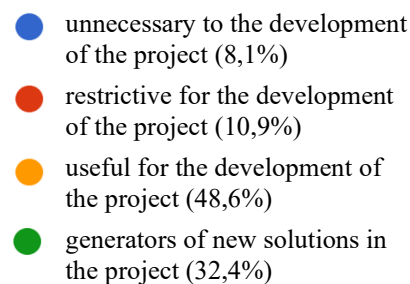 unnecessary to the development
of the project (8,1%)
restrictive for the development
of the project (10,9%)
useful for the development of
the project (48,6%)
generators of new solutions in
the project (32,4%)